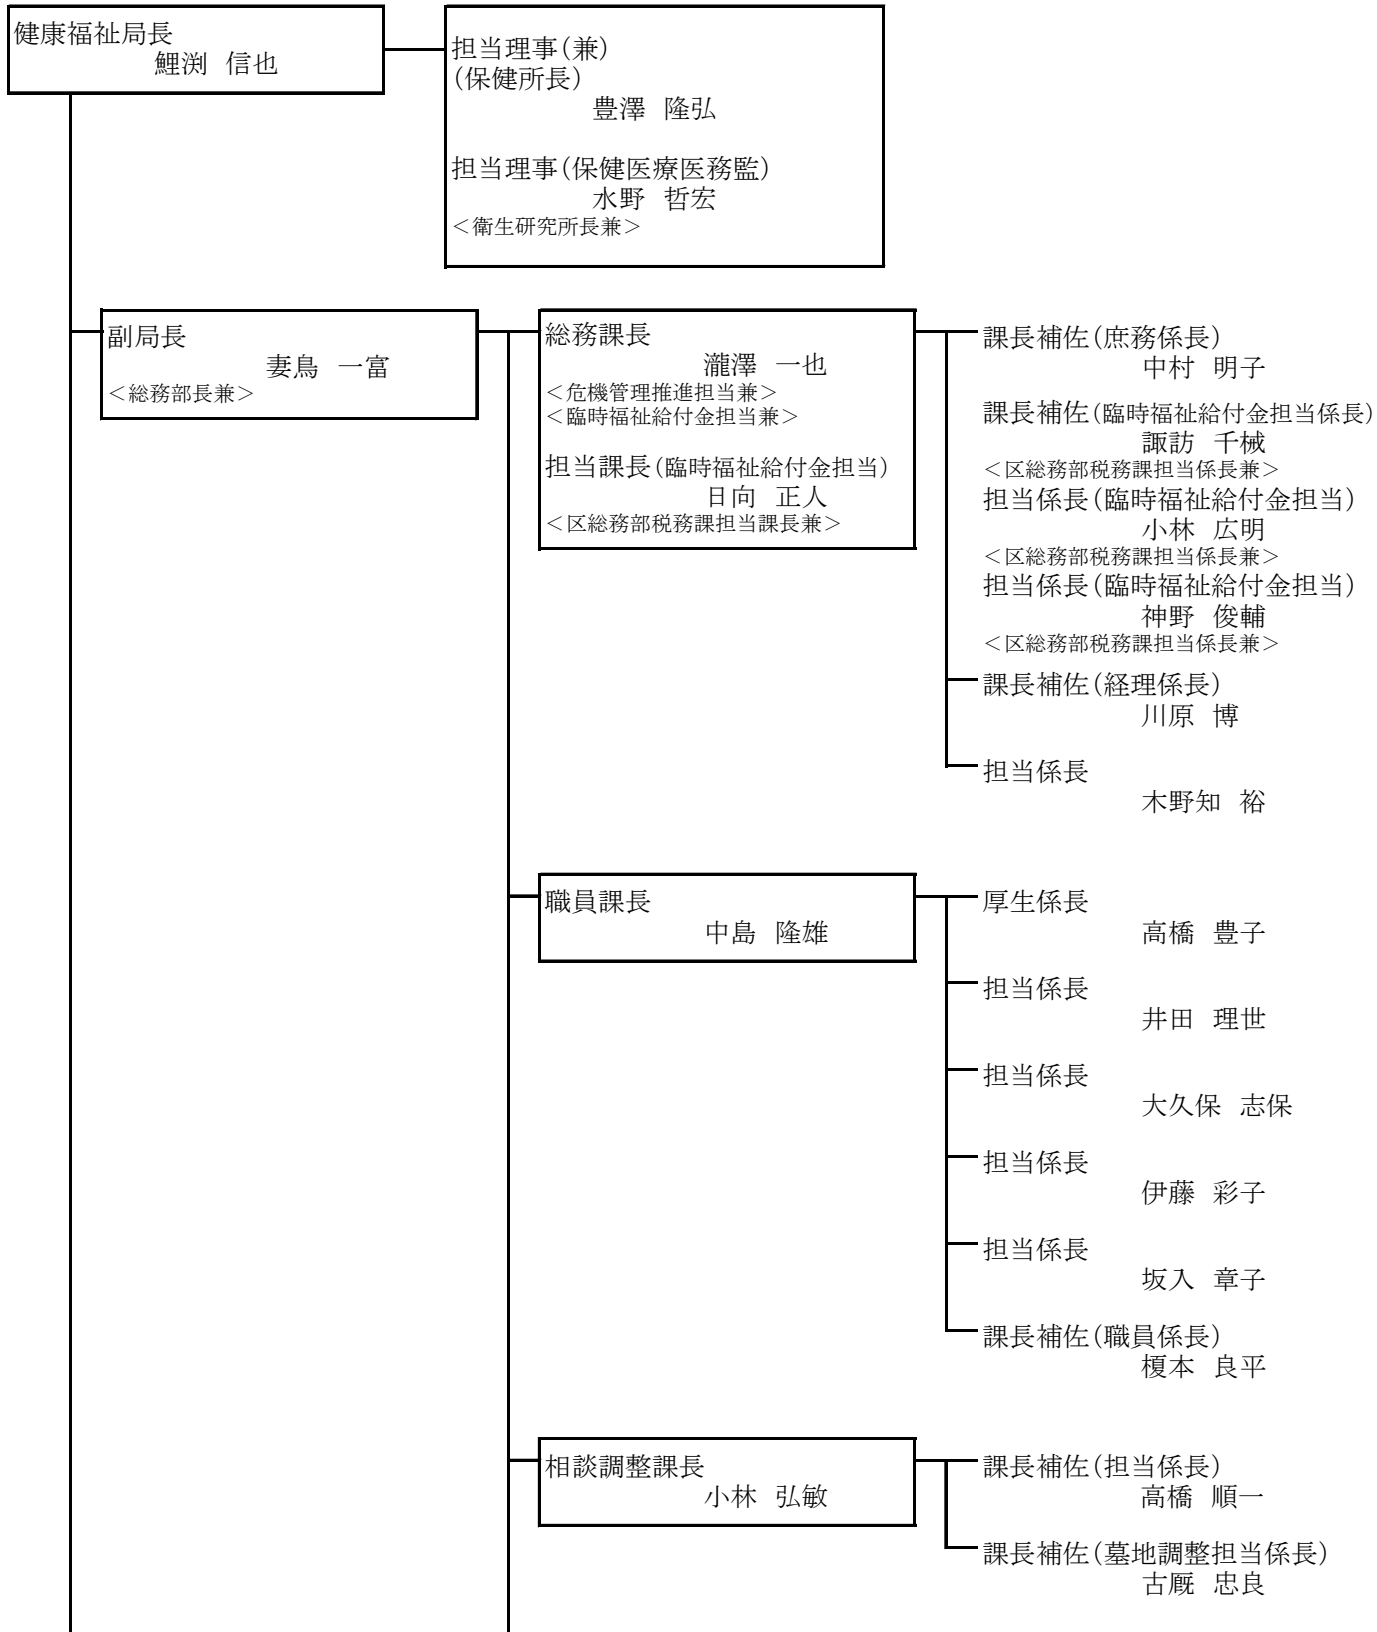 健康福祉局長
鯉渕 信也
担当理事(兼)
(保健所長)
豊澤 隆弘
担当理事(保健医療医務監)
水野 哲宏
<衛生研究所長兼>
副局長
妻鳥 一富
<総務部長兼>
総務課長
瀧澤 一也
<危機管理推進担当兼>
<臨時福祉給付金担当兼>
担当課長(臨時福祉給付金担当)
日向 正人
<区総務部税務課担当課長兼>
課長補佐(庶務係長)
中村 明子
課長補佐(臨時福祉給付金担当係長)
諏訪 千械
<区総務部税務課担当係長兼>
担当係長(臨時福祉給付金担当)
小林 広明
<区総務部税務課担当係長兼>
担当係長(臨時福祉給付金担当)
神野 俊輔
<区総務部税務課担当係長兼>
課長補佐(経理係長)
川原 博
担当係長
木野知 裕
職員課長
中島 隆雄
厚生係長
高橋 豊子
担当係長
井田 理世
担当係長
大久保 志保
担当係長
伊藤 彩子
担当係長
坂入 章子
課長補佐(職員係長)
榎本 良平
相談調整課長
小林 弘敏
課長補佐(担当係長)
高橋 順一
課長補佐(墓地調整担当係長)
古厩 忠良